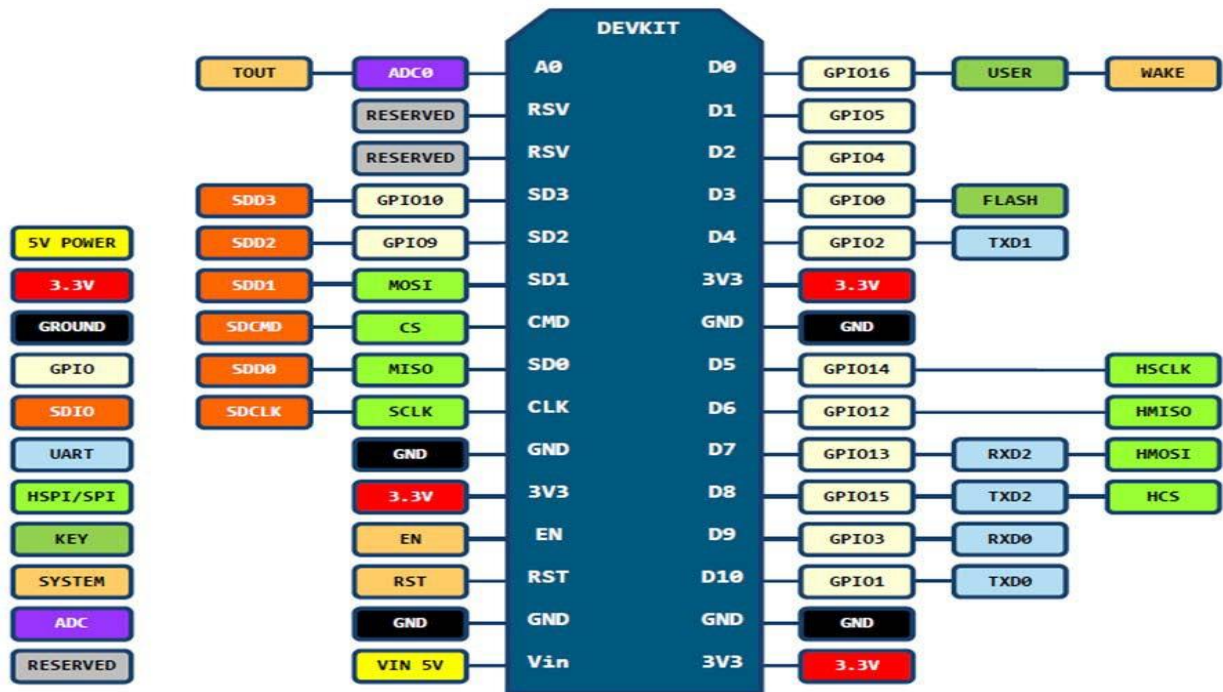 DEVKIT
TOUT ADC0 A0 D0 GPIO16 USER WAKE
RESERVED RSV D1 GPIO5
RESERVED RSV D2 GPIO4
SDD3 GPIO10 SD3 D3 GPIO0 FLASH
5V POWER SDD2 GPIO9 SD2 D4 GPIO2 TXD1
3.3V SDD1 MOSI SD1 3V3 3.3V
GROUND SDCMD CS CMD GND GND
GPIO SDD0 MISO SD0 D5 GPIO14 HSCLK
SDIO SDCLK SCLK CLK D6 GPIO12 HMISO
UART GND GND D7 GPIO13 RXD2 HMOSI
HSPI/SPI 3.3V 3V3 D8 GPIO15 TXD2 HCS
KEY EN EN D9 GPIO3 RXD0
SYSTEM RST RST D10 GPIO1 TXD0
ADC GND GND GND GND
RESERVED VIN 5V Vin 3V3 3.3V